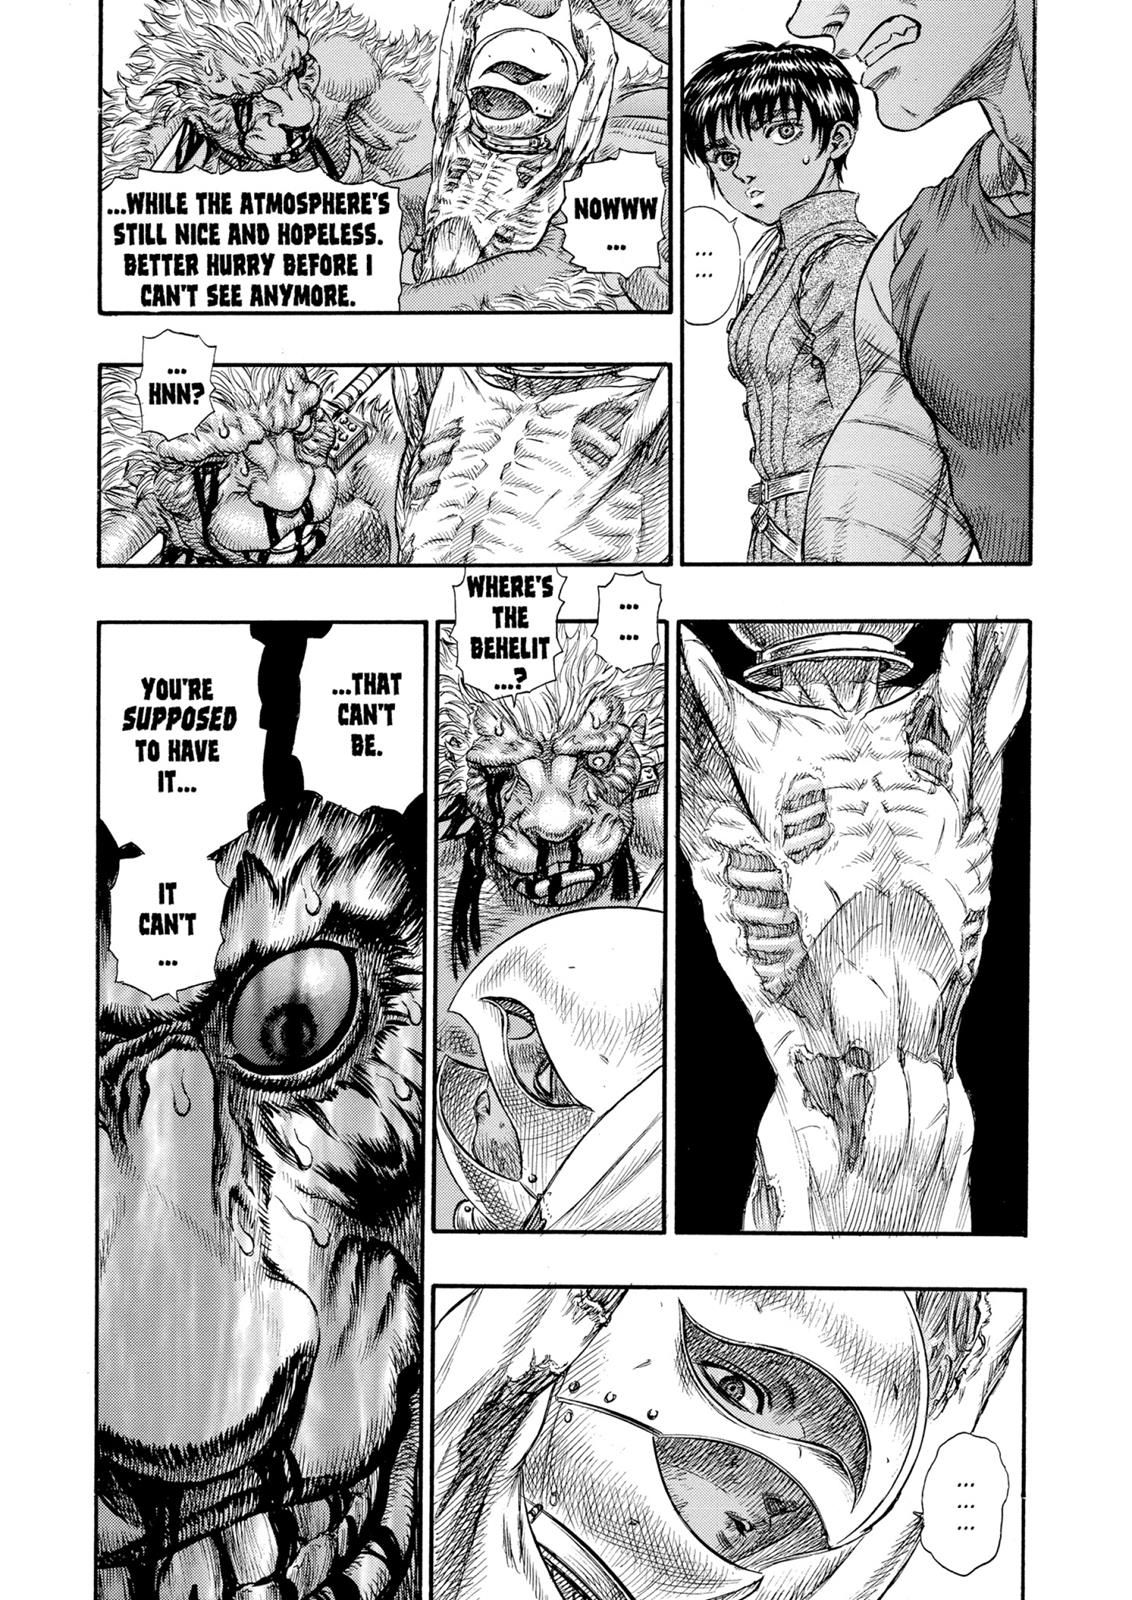 ...
...
NOWWW
...
...WHILE THE ATMOSPHERE'S
STILL NICE AND HOPELESS.
BETTER HURRY BEFORE I
CAN'T SEE ANYMORE.
...
HNN?
...
...
WHERE'S
THE
BEHELIT
...?
...THAT
CAN'T
BE.
YOU'RE
SUPPOSED
TO HAVE
IT...
IT
CAN'T
...
...
...
...